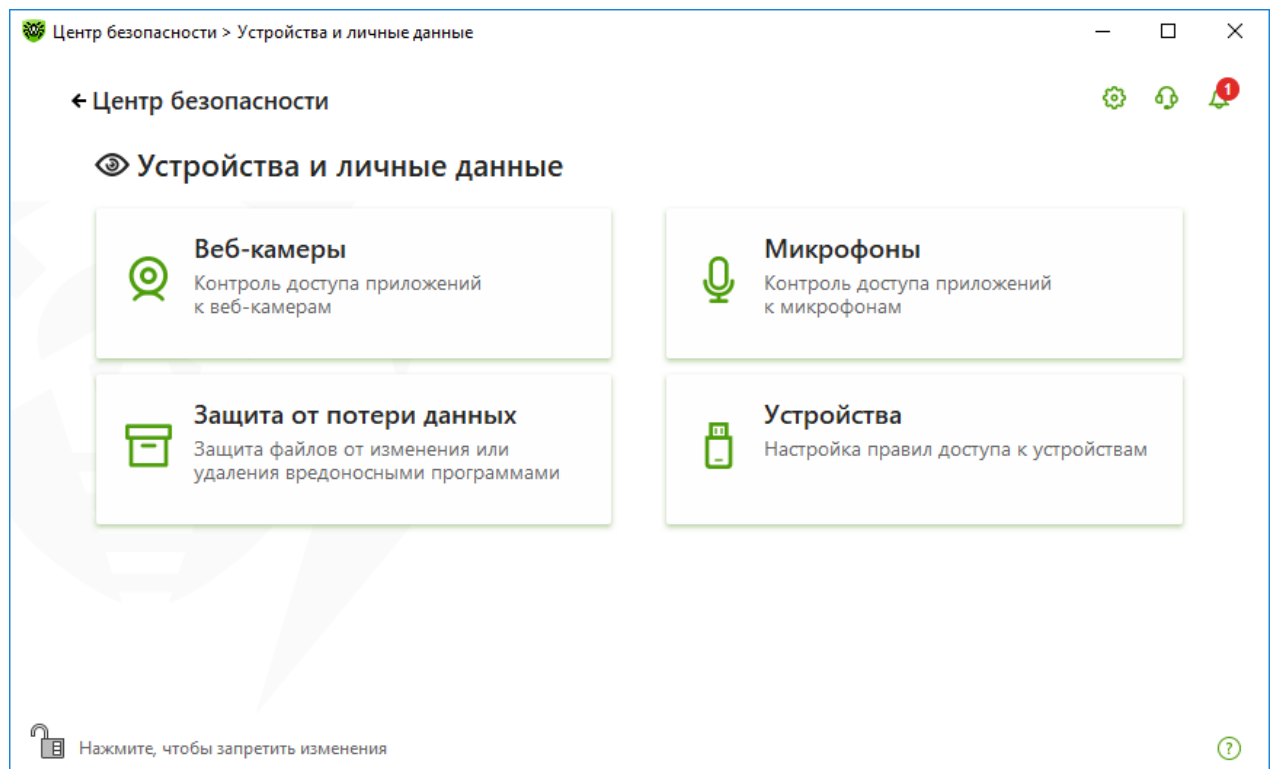 Центр безопасности > Устройства и личные данные
Центр безопасности
1
Устройства и личные данные
Веб-камеры
Контроль доступа приложений
к веб-камерам
Микрофоны
Контроль доступа приложений
к микрофонам
Защита от потери данных
Защита файлов от изменения или
удаления вредоносными программами
Устройства
Настройка правил доступа к устройствам
Нажмите, чтобы запретить изменения
?